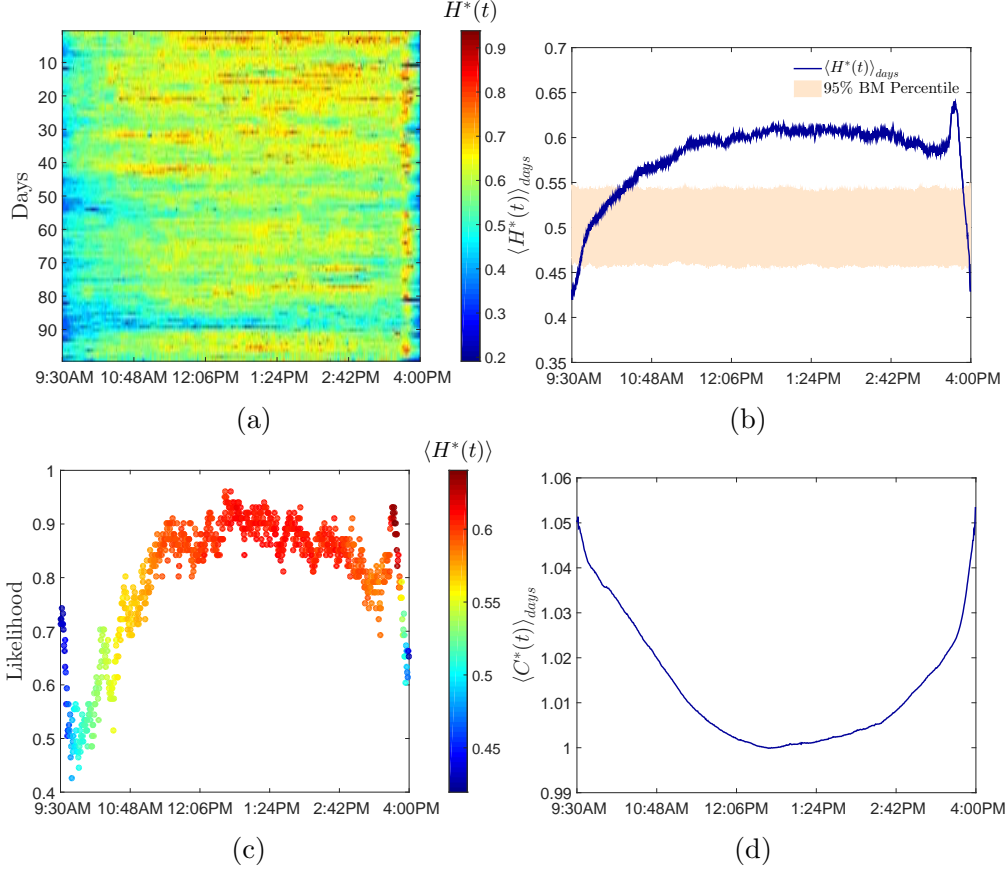 H*(t)
Days
10
20
30
40
50
60
70
80
90
9:30AM 10:48AM 12:06PM 1:24PM 2:42PM 4:00PM
0.9
0.8
0.7
0.6
0.5
0.4
0.3
0.2
(a)
⟨H*(t)⟩days
0.7
0.65
0.6
0.55
0.5
0.45
0.4
0.35
⟨H*(t)⟩days
95% BM Percentile
9:30AM 10:48AM 12:06PM 1:24PM 2:42PM 4:00PM
(b)
⟨H*(t)⟩
Likelihood
1
0.9
0.8
0.7
0.6
0.5
0.4
9:30AM 10:48AM 12:06PM 1:24PM 2:42PM 4:00PM
0.6
0.55
0.5
0.45
(c)
⟨C*(t)⟩days
1.06
1.05
1.04
1.03
1.02
1.01
1
0.99
9:30AM 10:48AM 12:06PM 1:24PM 2:42PM 4:00PM
(d)